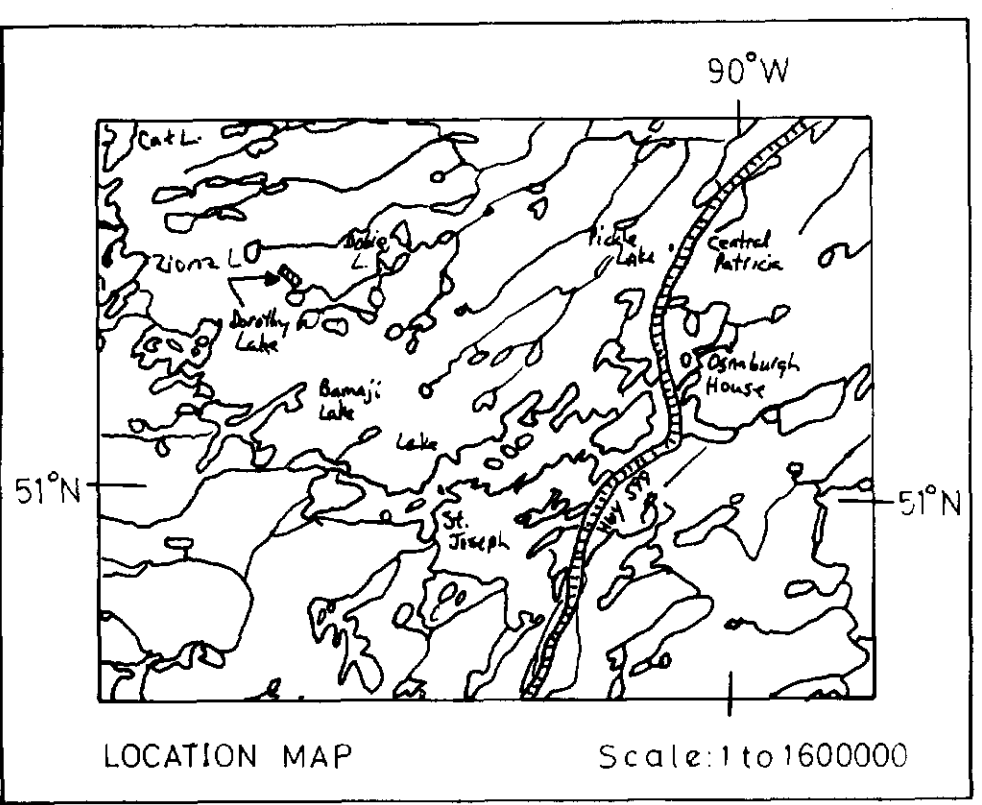 90°W
Cat L.
Zionz L
Dobie
L.
Pickle
Lake
Central
Patricia
Dorothy
Lake
Osnaburgh
House
Bamaji
Lake
Lake
St.
Joseph
51°N
51°N
Hwy 599
LOCATION MAP
Scale: 1 to 1600000